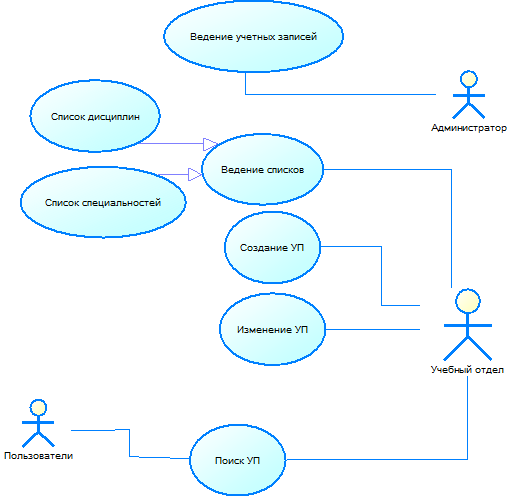 Ведение учетных записей
Администратор
Список дисциплин
Ведение списков
Список специальностей
Создание УП
Изменение УП
Учебный отдел
Пользователи
Поиск УП